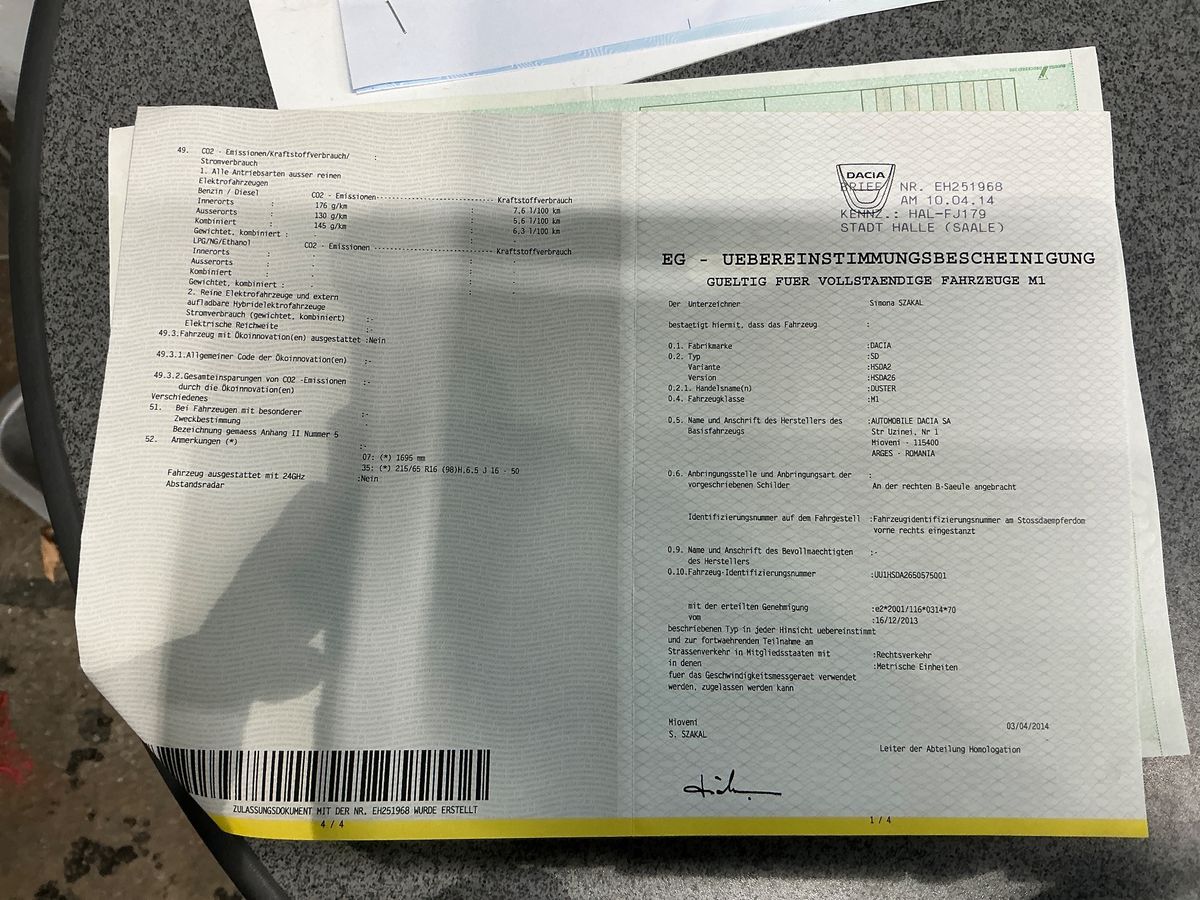 49. CO2 - Emissionen/Kraftstoffverbrauch/ :
Stromverbrauch
1. Alle Antriebsarten ausser reinen
Elektrofahrzeugen
Benzin / Diesel CO2 - Emissionen------------------------ Kraftstoffverbrauch
Innerorts : 176 g/km : 7,6 l/100 km
Ausserorts : 130 g/km : 5,6 l/100 km
Kombiniert : 145 g/km : 6,3 l/100 km
Gewichtet, kombiniert : :
LPG/NG/Ethanol CO2 - Emissionen ------------------------ Kraftstoffverbrauch
Innerorts :
Ausserorts :
Kombiniert :
Gewichtet, kombiniert :
2. Reine Elektrofahrzeuge und extern
aufladbare Hybridelektrofahrzeuge
Stromverbrauch (gewichtet, kombiniert) :-
Elektrische Reichweite :-
49.3.Fahrzeug mit Ökoinnovation(en) ausgestattet :Nein
49.3.1.Allgemeiner Code der Ökoinnovation(en) :-
49.3.2.Gesamteinsparungen von CO2 -Emissionen :-
durch die Ökoinnovation(en)
Verschiedenes
51. Bei Fahrzeugen mit besonderer :-
Zweckbestimmung
Bezeichnung gemaess Anhang II Nummer 5
52. Anmerkungen (*) :
07: (*) 1695 mm
35: (*) 215/65 R16 (98)H.6.5 J 16 - 50
Fahrzeug ausgestattet mit 24GHz :Nein
Abstandsradar
ZULASSUNGSDOKUMENT MIT DER NR. EH251968 WURDE ERSTELLT
4 / 4
DACIA
BRIEF NR. EH251968
AM 10.04.14
KENNZ.: HAL-FJ179
STADT HALLE (SAALE)
EG - UEBEREINSTIMMUNGSBESCHEINIGUNG
GUELTIG FUER VOLLSTAENDIGE FAHRZEUGE M1
Der Unterzeichner Simona SZAKAL
bestaetigt hiermit, dass das Fahrzeug :
0.1. Fabrikmarke :DACIA
0.2. Typ :SD
Variante :HSDA2
Version :HSDA26
0.2.1. Handelsname(n) :DUSTER
0.4. Fahrzeugklasse :M1
0.5. Name und Anschrift des Herstellers des :AUTOMOBILE DACIA SA
Basisfahrzeugs Str Uzinei, Nr 1
Mioveni - 115400
ARGES - ROMANIA
0.6. Anbringungsstelle und Anbringungsart der :
vorgeschriebenen Schilder An der rechten B-Saeule angebracht
Identifizierungsnummer auf dem Fahrgestell :Fahrzeugidentifizierungsnummer am Stossdaempferdom
vorne rechts eingestanzt
0.9. Name und Anschrift des Bevollmaechtigten :-
des Herstellers
0.10.Fahrzeug-Identifizierungsnummer :UU1HSDA2650575001
mit der erteilten Genehmigung :e2*2001/116*0314*70
vom :16/12/2013
beschriebenen Typ in jeder Hinsicht uebereinstimmt
und zur fortwaehrenden Teilnahme am
Strassenverkehr in Mitgliedsstaaten mit :Rechtsverkehr
in denen :Metrische Einheiten
fuer das Geschwindigkeitsmessgeraet verwendet
werden, zugelassen werden kann
Mioveni 03/04/2014
S. SZAKAL
Leiter der Abteilung Homologation
1 / 4